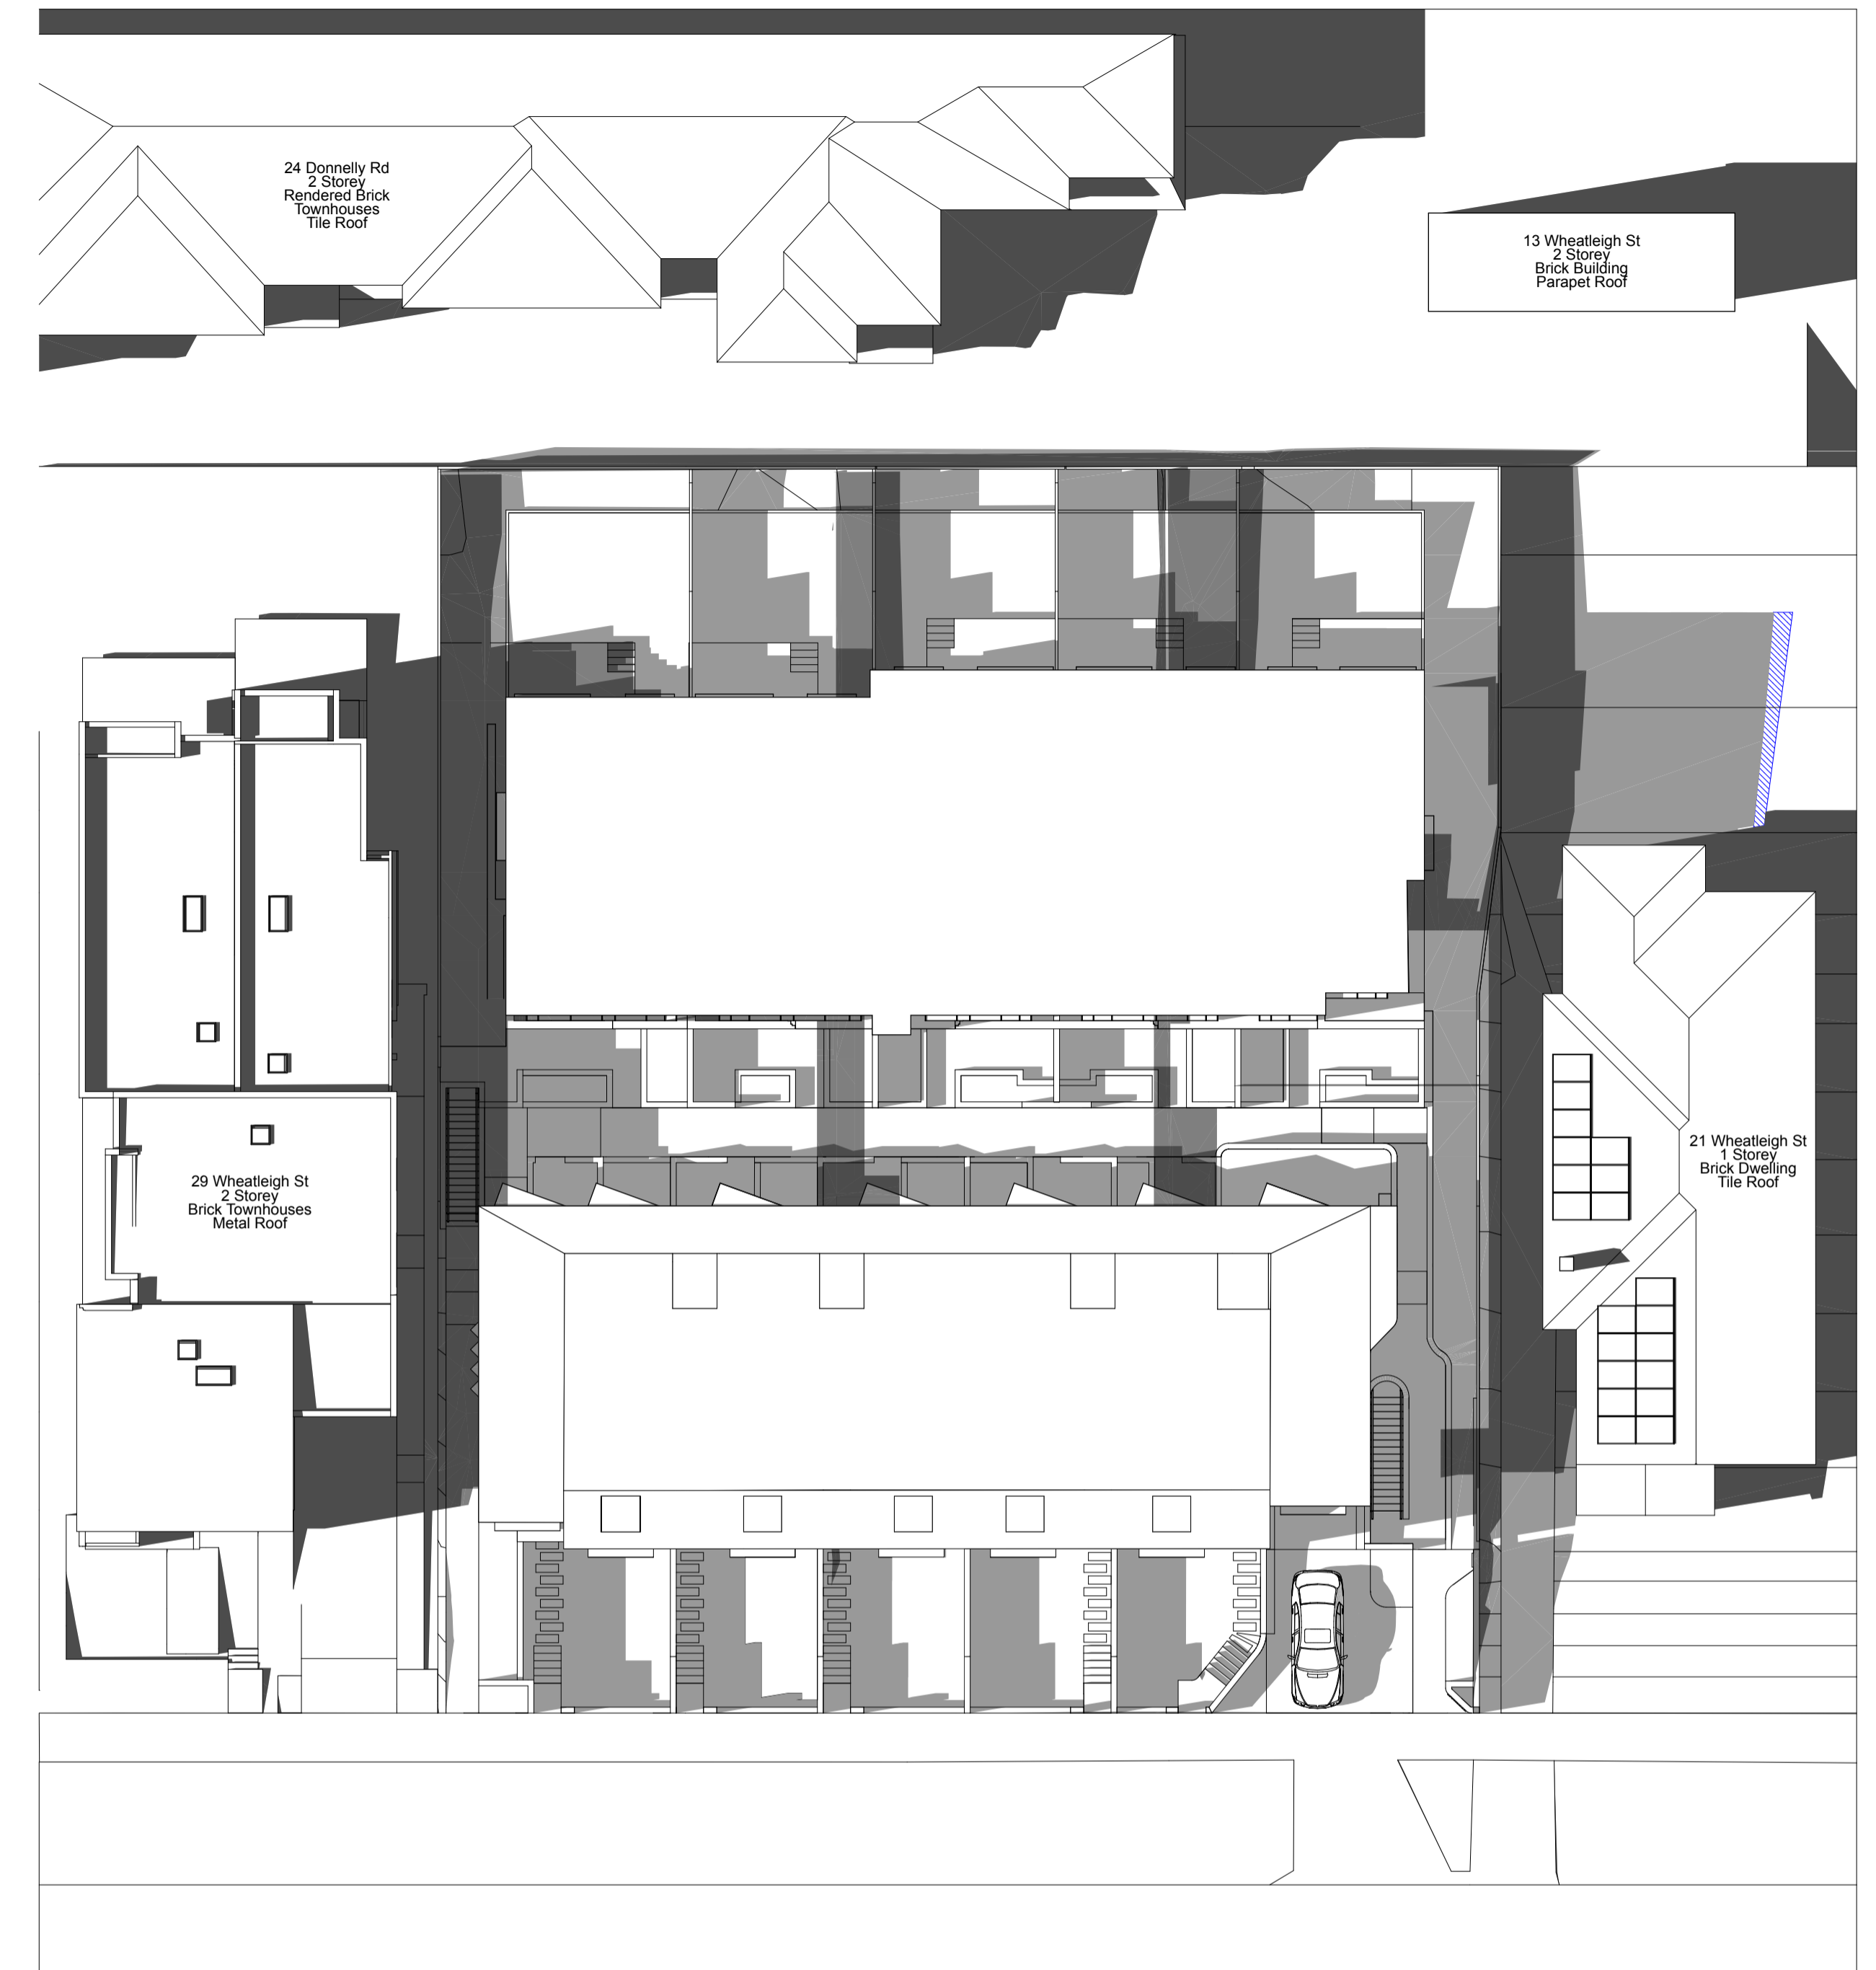 24 Donnelly Rd
2 Storey
Rendered Brick
Townhouses
Tile Roof
13 Wheatleigh St
2 Storey
Brick Building
Parapet Roof
21 Wheatleigh St
1 Storey
Brick Dwelling
Tile Roof
29 Wheatleigh St
2 Storey
Brick Townhouses
Metal Roof